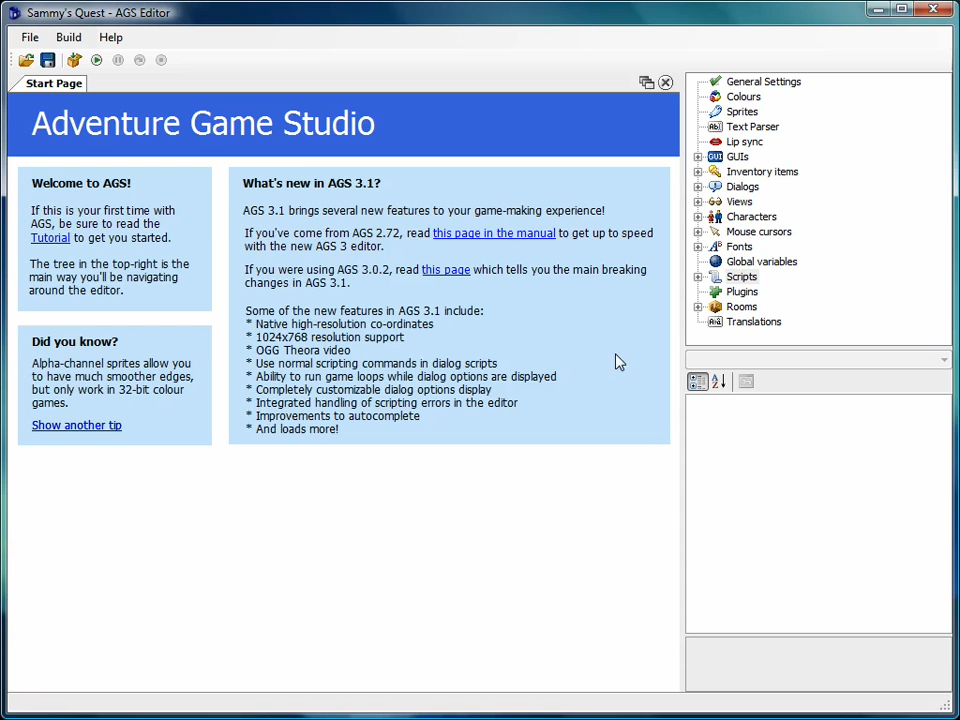 Sammy's Quest - AGS Editor
File Build Help
Start Page
Adventure Game Studio
Welcome to AGS!
If this is your first time with
AGS, be sure to read the
Tutorial to get you started.
The tree in the top-right is the
main way you'll be navigating
around the editor.
Did you know?
Alpha-channel sprites allow you
to have much smoother edges,
but only work in 32-bit colour
games.
Show another tip
What's new in AGS 3.1?
AGS 3.1 brings several new features to your game-making experience!
If you've come from AGS 2.72, read this page in the manual to get up to speed
with the new AGS 3 editor.
If you were using AGS 3.0.2, read this page which tells you the main breaking
changes in AGS 3.1.
Some of the new features in AGS 3.1 include:
* Native high-resolution co-ordinates
* 1024x768 resolution support
* OGG Theora video
* Use normal scripting commands in dialog scripts
* Ability to run game loops while dialog options are displayed
* Completely customizable dialog options display
* Integrated handling of scripting errors in the editor
* Improvements to autocomplete
* And loads more!
General Settings
Colours
Sprites
Text Parser
Lip sync
GUI GUIs
Inventory items
Dialogs
Views
Characters
Mouse cursors
Fonts
Global variables
Scripts
Plugins
Rooms
Translations